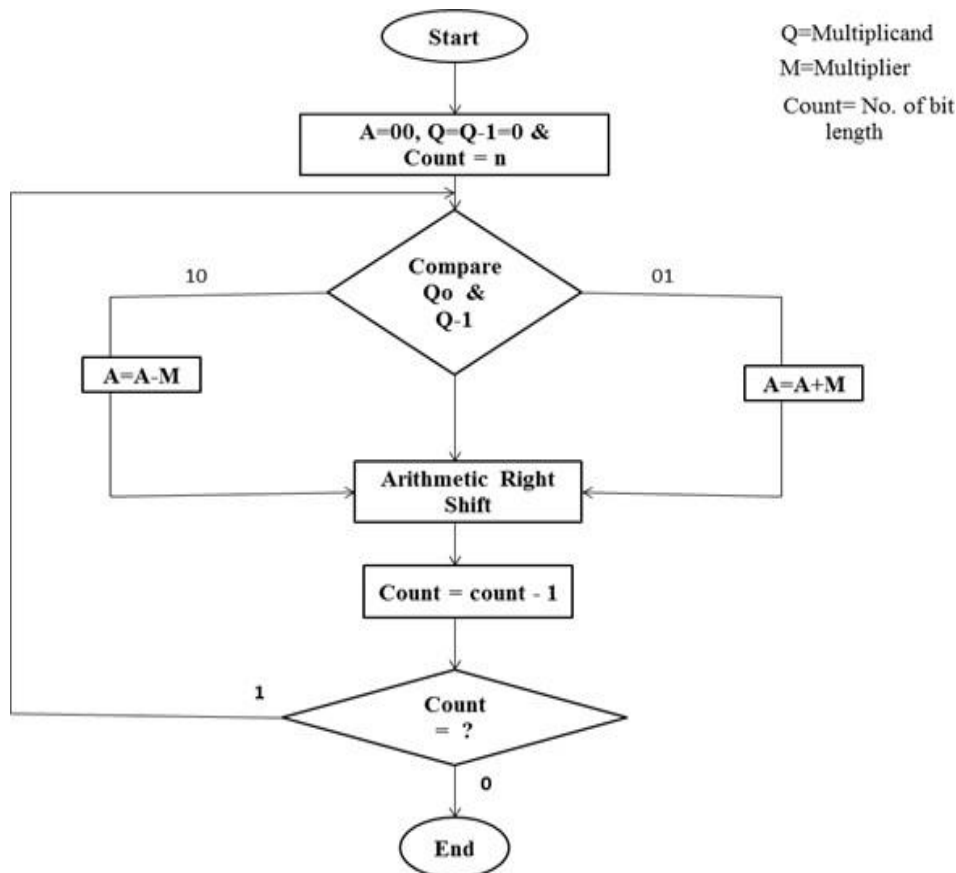 Start
Q=Multiplicand
M=Multiplier
Count= No. of bit
length
A=00, Q=Q-1=0 &
Count = n
10
Compare
Qo &
Q-1
01
A=A-M
A=A+M
Arithmetic Right
Shift
Count = count - 1
1
Count
= ?
0
End